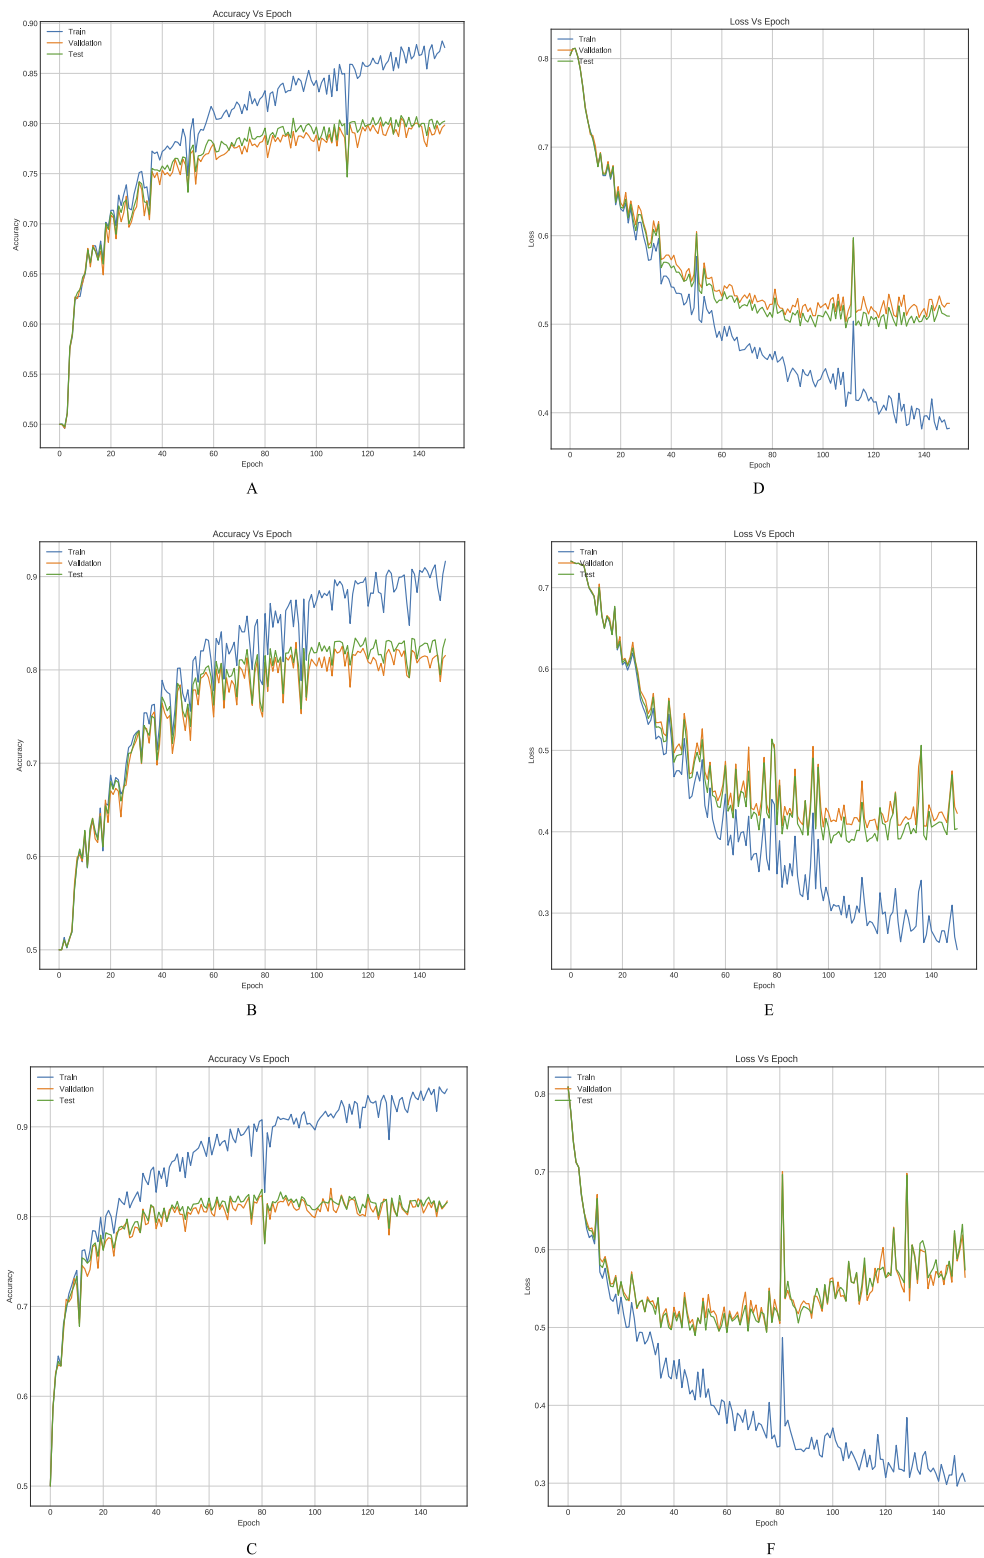 Accuracy Vs Epoch
Train
Validation
Test
0.90
0.85
0.80
0.75
0.70
0.65
0.60
0.55
0.50
Accuracy
0 20 40 60 80 100 120 140
Epoch
A
Loss Vs Epoch
Train
Validation
Test
0.8
0.7
0.6
0.5
0.4
Loss
0 20 40 60 80 100 120 140
Epoch
D
Accuracy Vs Epoch
Train
Validation
Test
0.9
0.8
0.7
0.6
0.5
Accuracy
0 20 40 60 80 100 120 140
Epoch
B
Loss Vs Epoch
Train
Validation
Test
0.7
0.6
0.5
0.4
0.3
Loss
0 20 40 60 80 100 120 140
Epoch
E
Accuracy Vs Epoch
Train
Validation
Test
0.9
0.8
0.7
0.6
0.5
Accuracy
0 20 40 60 80 100 120 140
Epoch
C
Loss Vs Epoch
Train
Validation
Test
0.8
0.7
0.6
0.5
0.4
0.3
Loss
0 20 40 60 80 100 120 140
Epoch
F